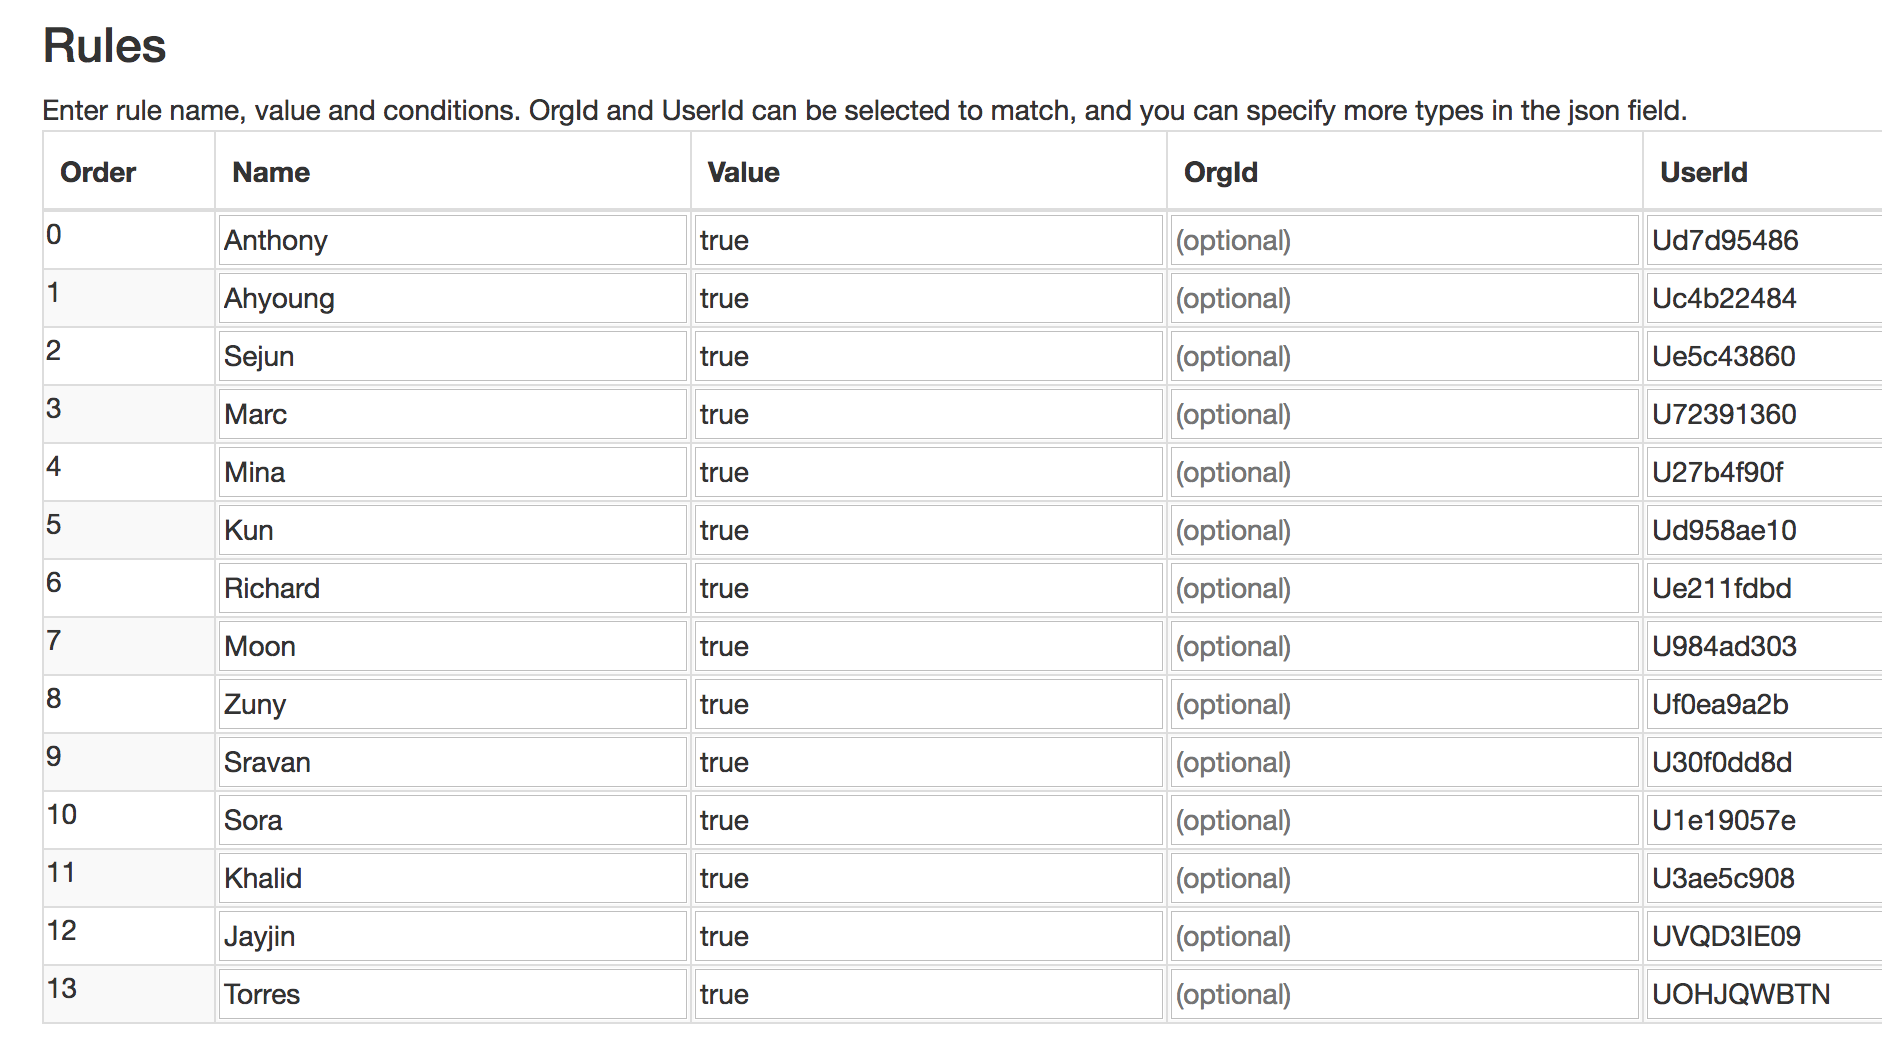 Rules
Enter rule name, value and conditions. OrgId and UserId can be selected to match, and you can specify more types in the json field.
Order Name Value OrgId UserId
0 Anthony true (optional) Ud7d95486
1 Ahyoung true (optional) Uc4b22484
2 Sejun true (optional) Ue5c43860
3 Marc true (optional) U72391360
4 Mina true (optional) U27b4f90f
5 Kun true (optional) Ud958ae10
6 Richard true (optional) Ue211fdbd
7 Moon true (optional) U984ad303
8 Zuny true (optional) Uf0ea9a2b
9 Sravan true (optional) U30f0dd8d
10 Sora true (optional) U1e19057e
11 Khalid true (optional) U3ae5c908
12 Jayjin true (optional) UVQD3IE09
13 Torres true (optional) UOHJQWBTN